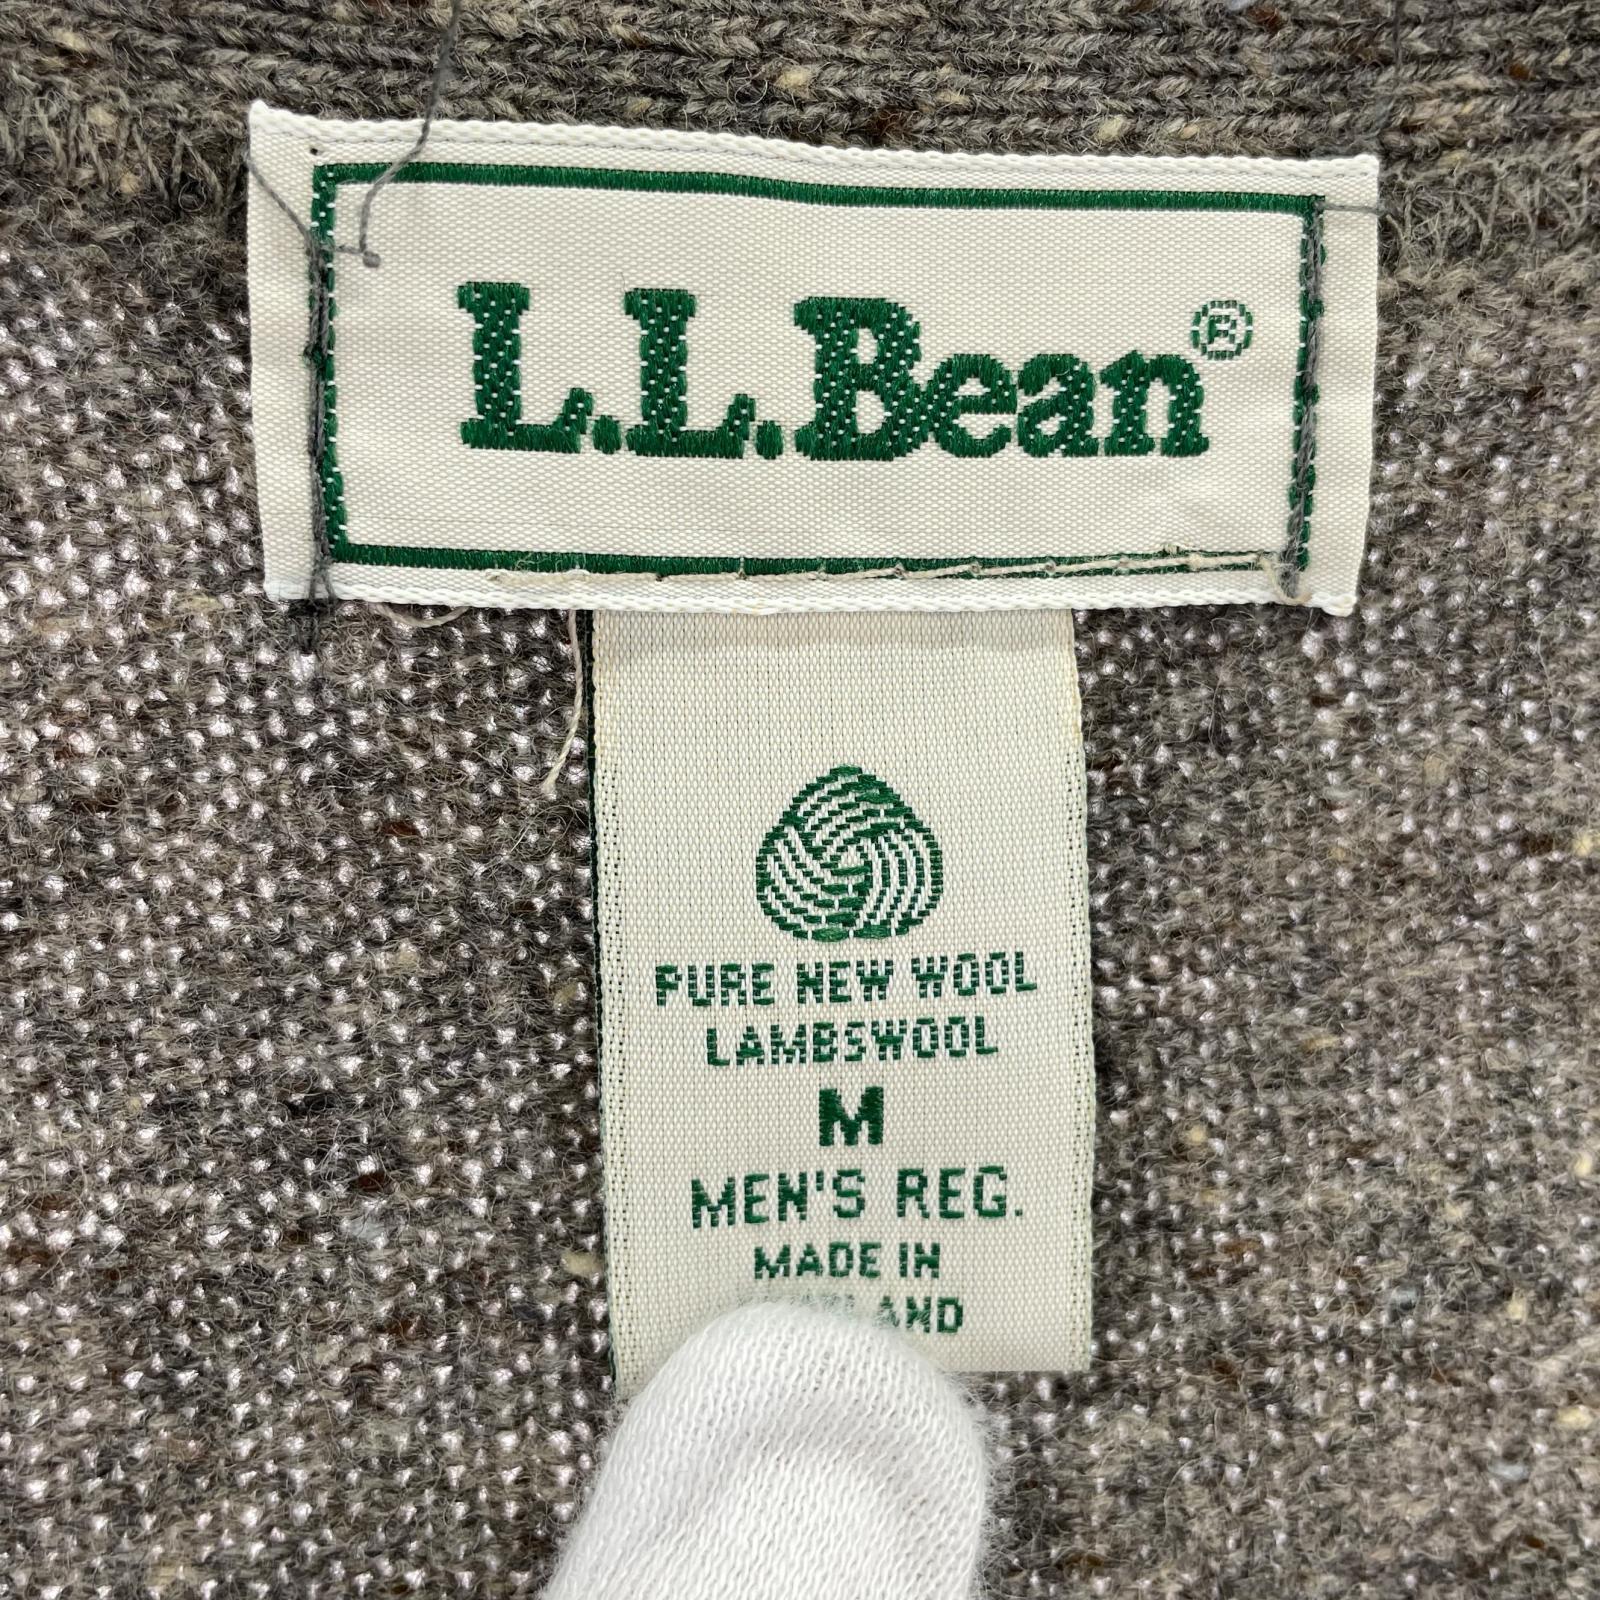 L.L.Bean®
PURE NEW WOOL
LAMBSWOOL
M
MEN'S REG.
MADE IN